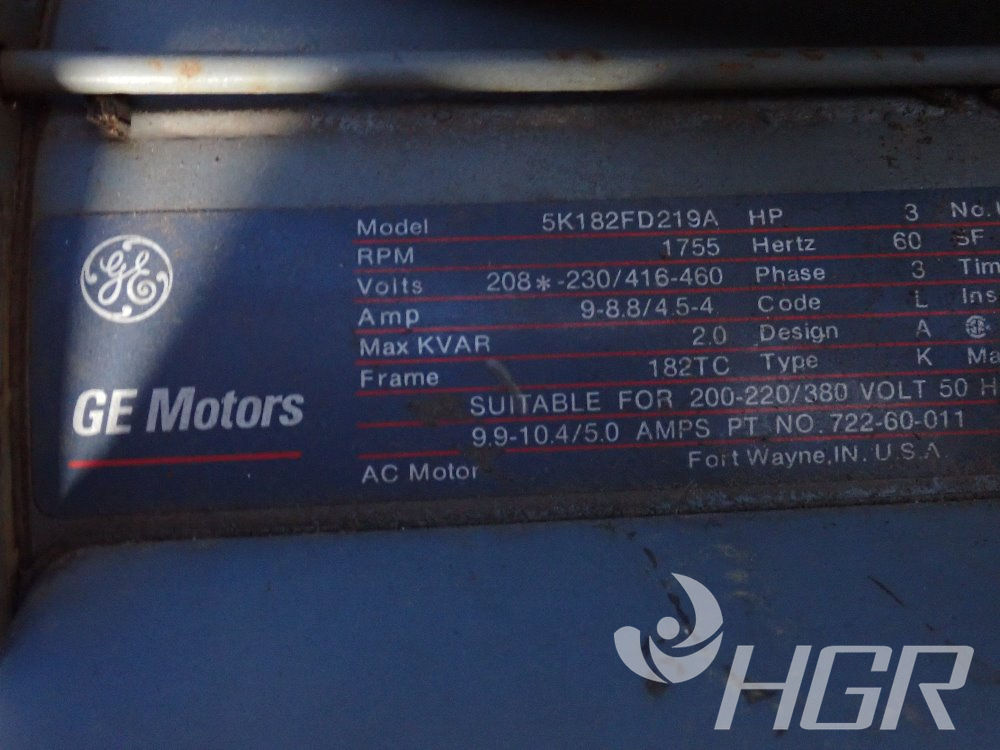 Model 5K182FD219A HP 3 No.
RPM 1755 Hertz 60 SF
Volts 208*-230/416-460 Phase 3 Tim
Amp 9-8.8/4.5-4 Code L Ins
Max KVAR 2.0 Design A Ma
Frame 182TC Type K
SUITABLE FOR 200-220/380 VOLT 50 H
9.9-10.4/5.0 AMPS PT NO. 722-60-011
AC Motor Fort Wayne, IN. U.S.A.
GE
GE Motors
HGR